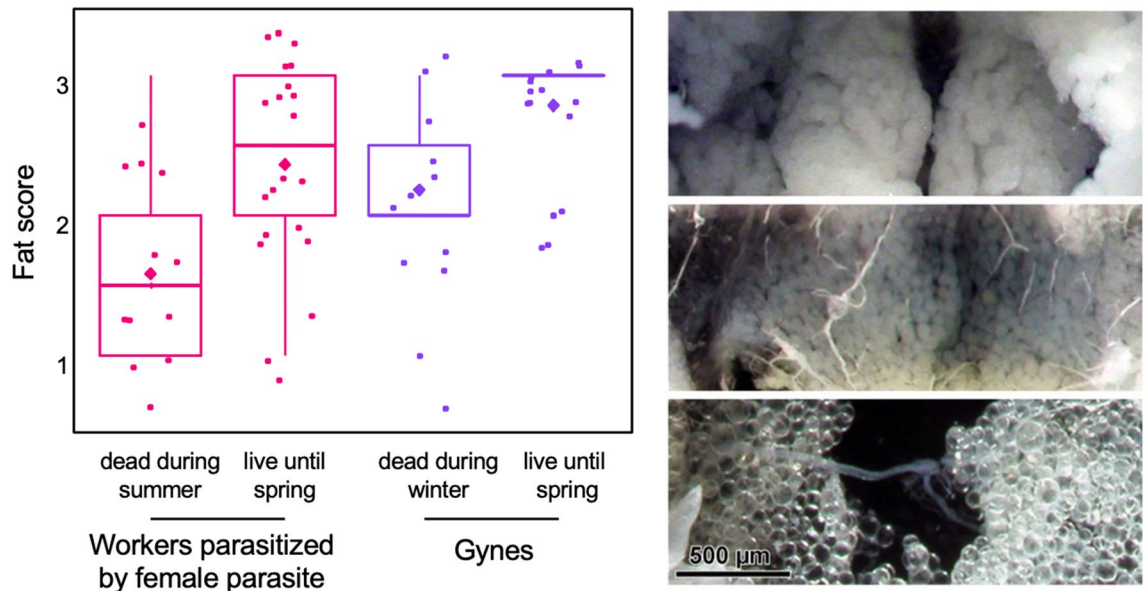 Fat score
3
2
1
dead during
summer
live until
spring
dead during
winter
live until
spring
Workers parasitized
by female parasite
Gynes
500 μm